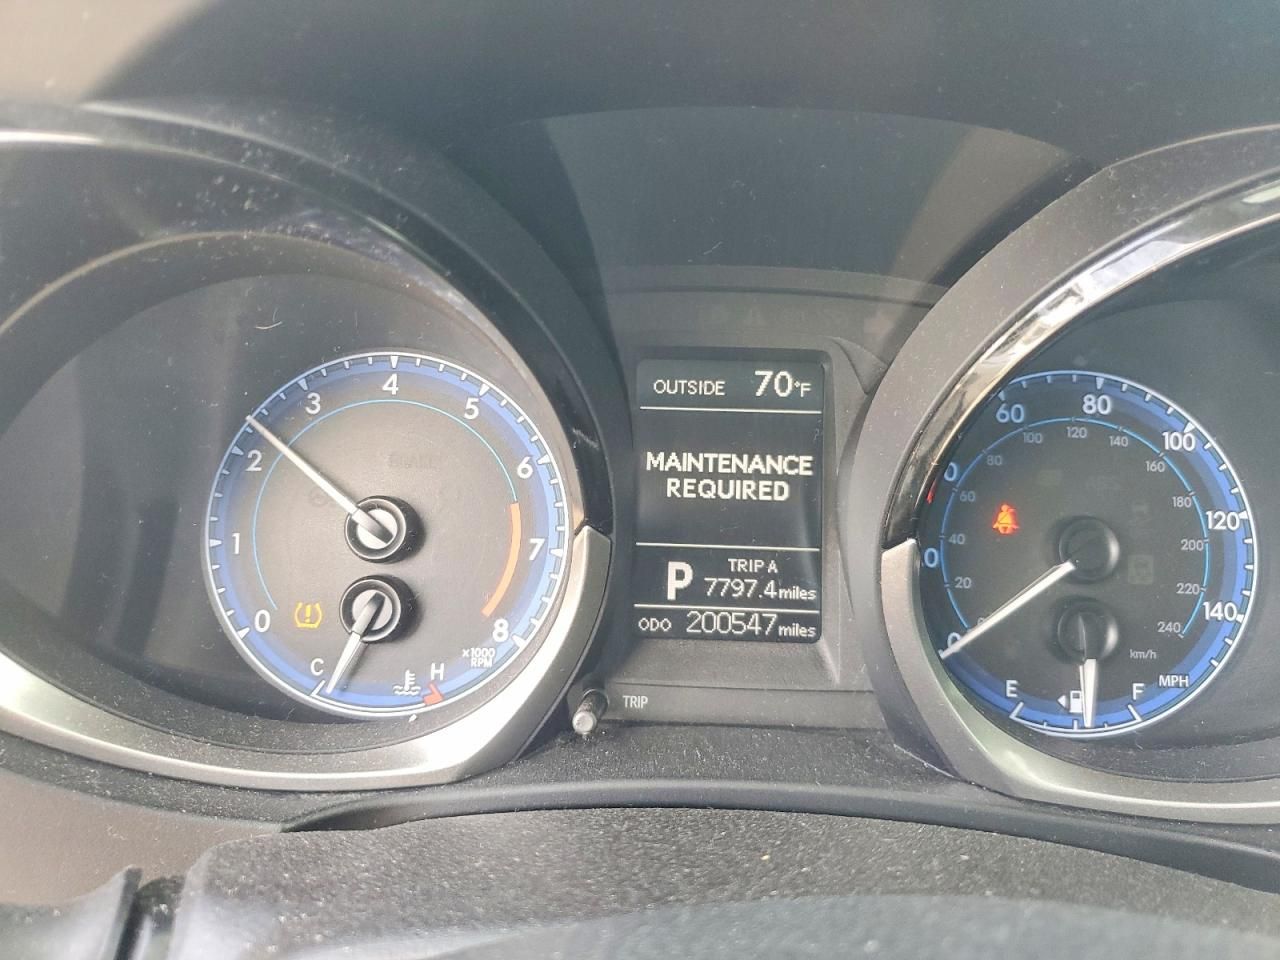 0
1
2
3
4
5
6
7
8
×1000
RPM
C
H
OUTSIDE 70°F
MAINTENANCE
REQUIRED
P
TRIP A
7797.4 miles
ODO 200547 miles
TRIP
0
60
80
100
120
140
MPH
20
40
60
80
100
120
140
160
180
200
220
240
km/h
E
F